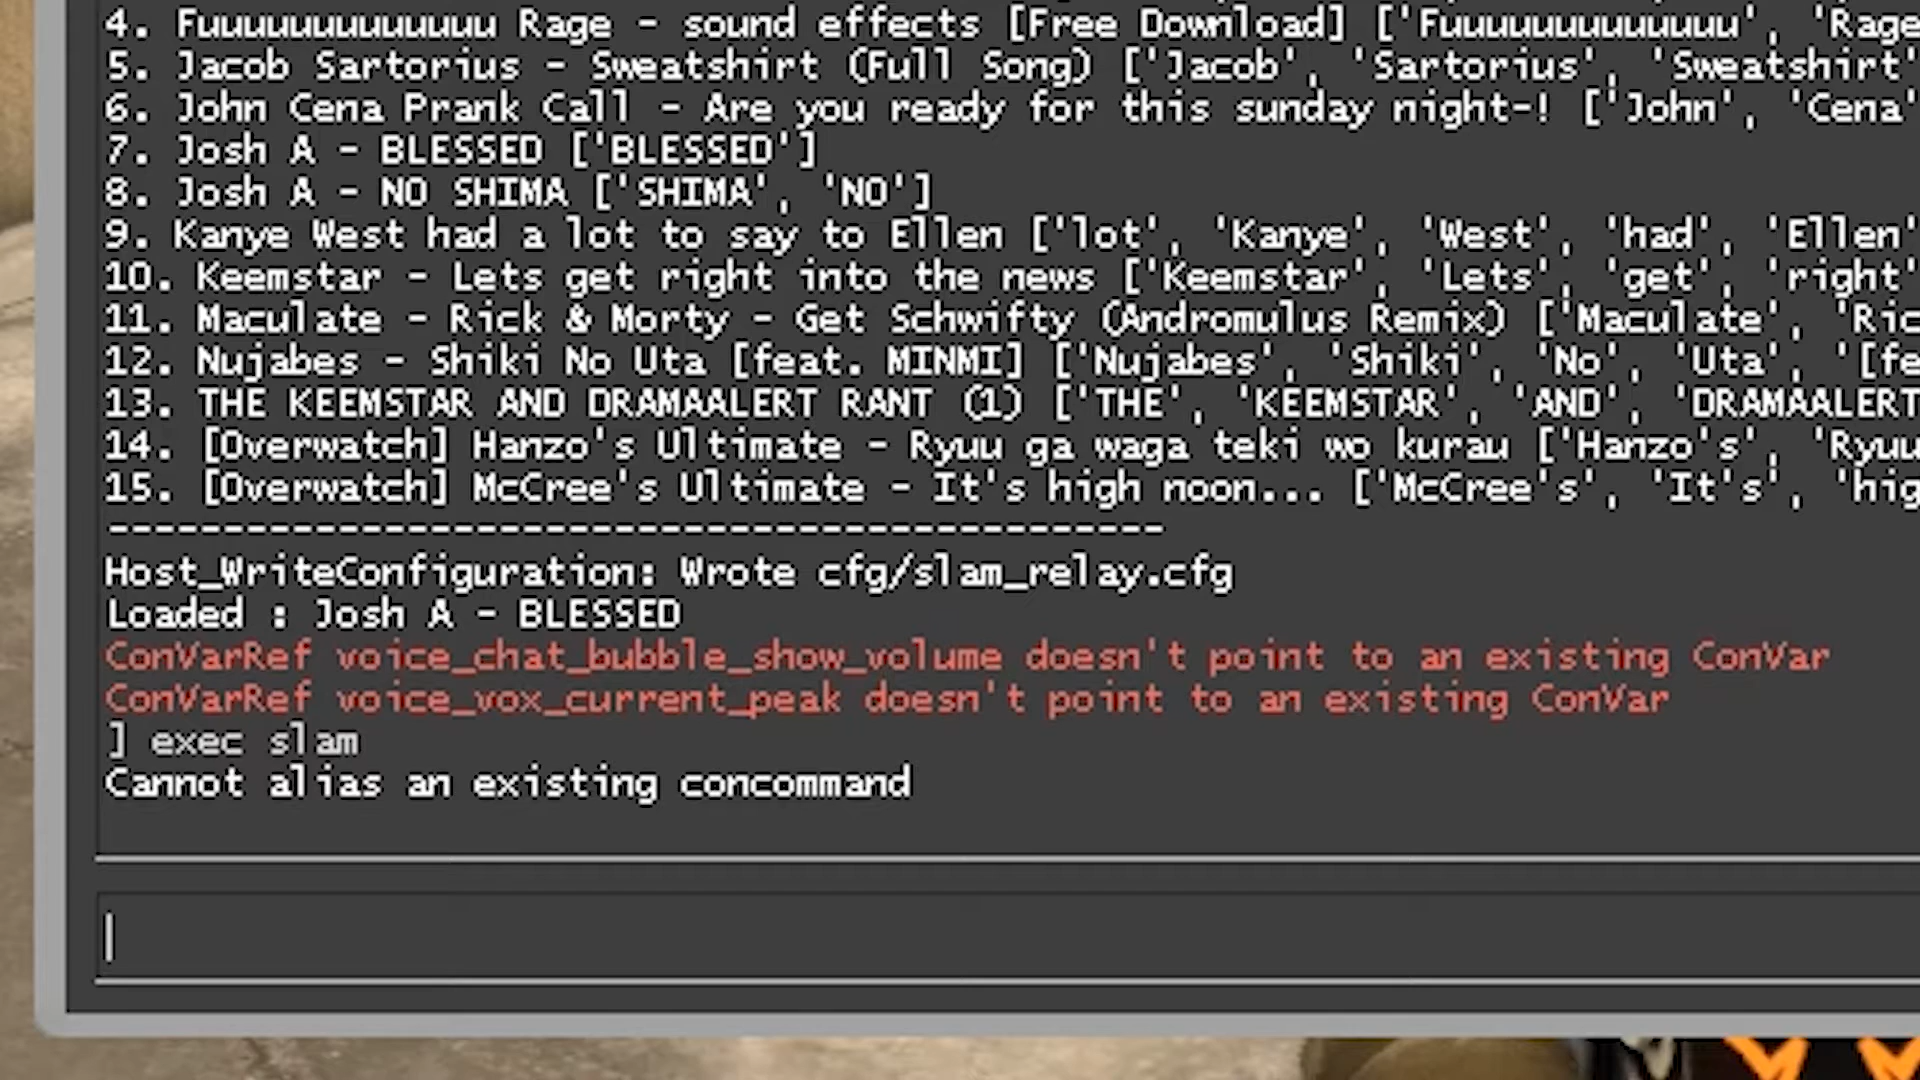 4. Fuuuuuuuuuuuuu Rage - sound effects [Free Download] ['Fuuuuuuuuuuuuu', 'Rage
5. Jacob Sartorius - Sweatshirt (Full Song) ['Jacob', 'Sartorius', 'Sweatshirt'
6. John Cena Prank Call - Are you ready for this sunday night-! ['John', 'Cena'
7. Josh A - BLESSED ['BLESSED']
8. Josh A - NO SHIMA ['SHIMA', 'NO']
9. Kanye West had a lot to say to Ellen ['lot', 'Kanye', 'West', 'had', 'Ellen'
10. Keemstar - Lets get right into the news ['Keemstar', 'Lets', 'get', 'right'
11. Maculate - Rick & Morty - Get Schwifty (Andromulus Remix) ['Maculate', 'Ric
12. Nujabes - Shiki No Uta [feat. MINMI] ['Nujabes', 'Shiki', 'No', 'Uta', '[fe
13. THE KEEMSTAR AND DRAMAALERT RANT (1) ['THE', 'KEEMSTAR', 'AND', 'DRAMAALERT
14. [Overwatch] Hanzo's Ultimate - Ryuu ga waga teki wo kurau ['Hanzo's', 'Ryuu
15. [Overwatch] McCree's Ultimate - It's high noon... ['McCree's', 'It's', 'hig
----------------------------------------------
Host_WriteConfiguration: Wrote cfg/slam_relay.cfg
Loaded : Josh A - BLESSED
ConVarRef voice_chat_bubble_show_volume doesn't point to an existing ConVar
ConVarRef voice_vox_current_peak doesn't point to an existing ConVar
] exec slam
Cannot alias an existing concommand